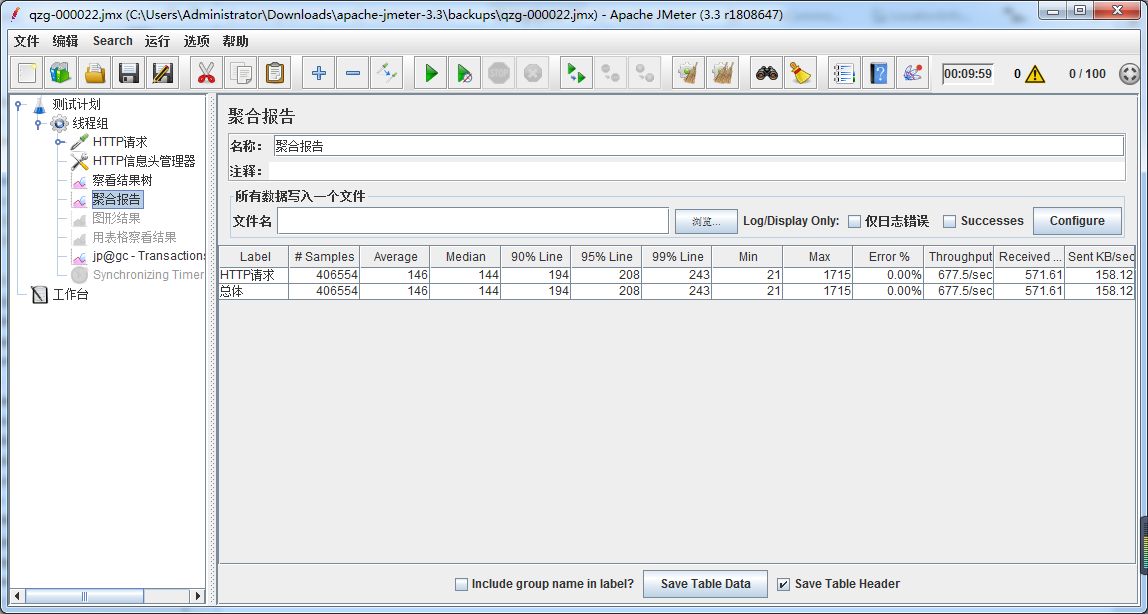 qzg-000022.jmx (C:\Users\Administrator\Downloads\apache-jmeter-3.3\backups\qzg-000022.jmx) - Apache JMeter (3.3 r1808647)
文件 编辑 Search 运行 选项 帮助
STOP 00:09:59 0 0 / 100
测试计划
线程组
HTTP请求
HTTP信息头管理器
察看结果树
聚合报告
图形结果
用表格察看结果
jp@gc - Transactions
Synchronizing Timer
工作台
聚合报告
名称: 聚合报告
注释:
所有数据写入一个文件
文件名 浏览... Log/Display Only: 仅日志错误 Successes Configure
Label # Samples Average Median 90% Line 95% Line 99% Line Min Max Error % Throughput Received ... Sent KB/sec
HTTP请求 406554 146 144 194 208 243 21 1715 0.00% 677.5/sec 571.61 158.12
总体 406554 146 144 194 208 243 21 1715 0.00% 677.5/sec 571.61 158.12
Include group name in label? Save Table Data Save Table Header